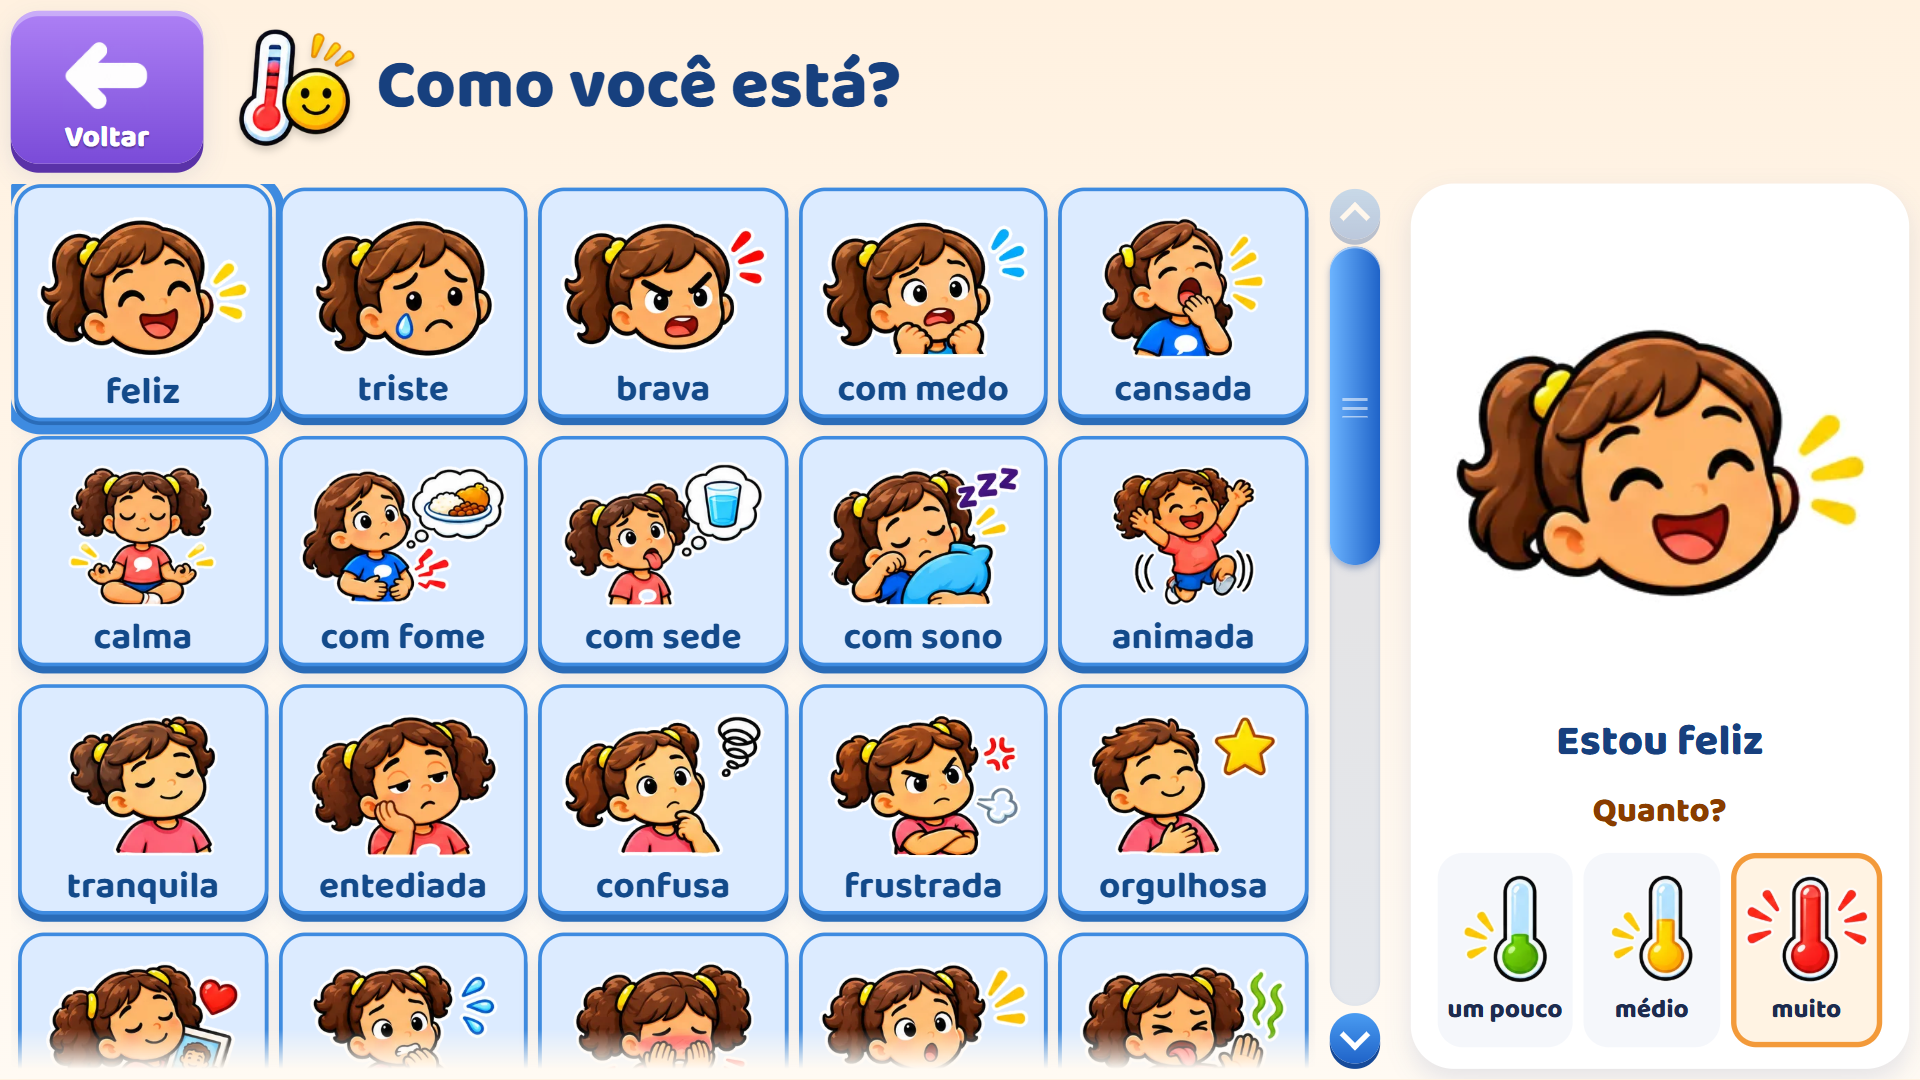 Voltar
Como você está?
feliz
triste
brava
com medo
cansada
calma
com fome
com sede
zzz
com sono
animada
tranquila
entediada
confusa
frustrada
orgulhosa
Estou feliz
Quanto?
um pouco
médio
muito